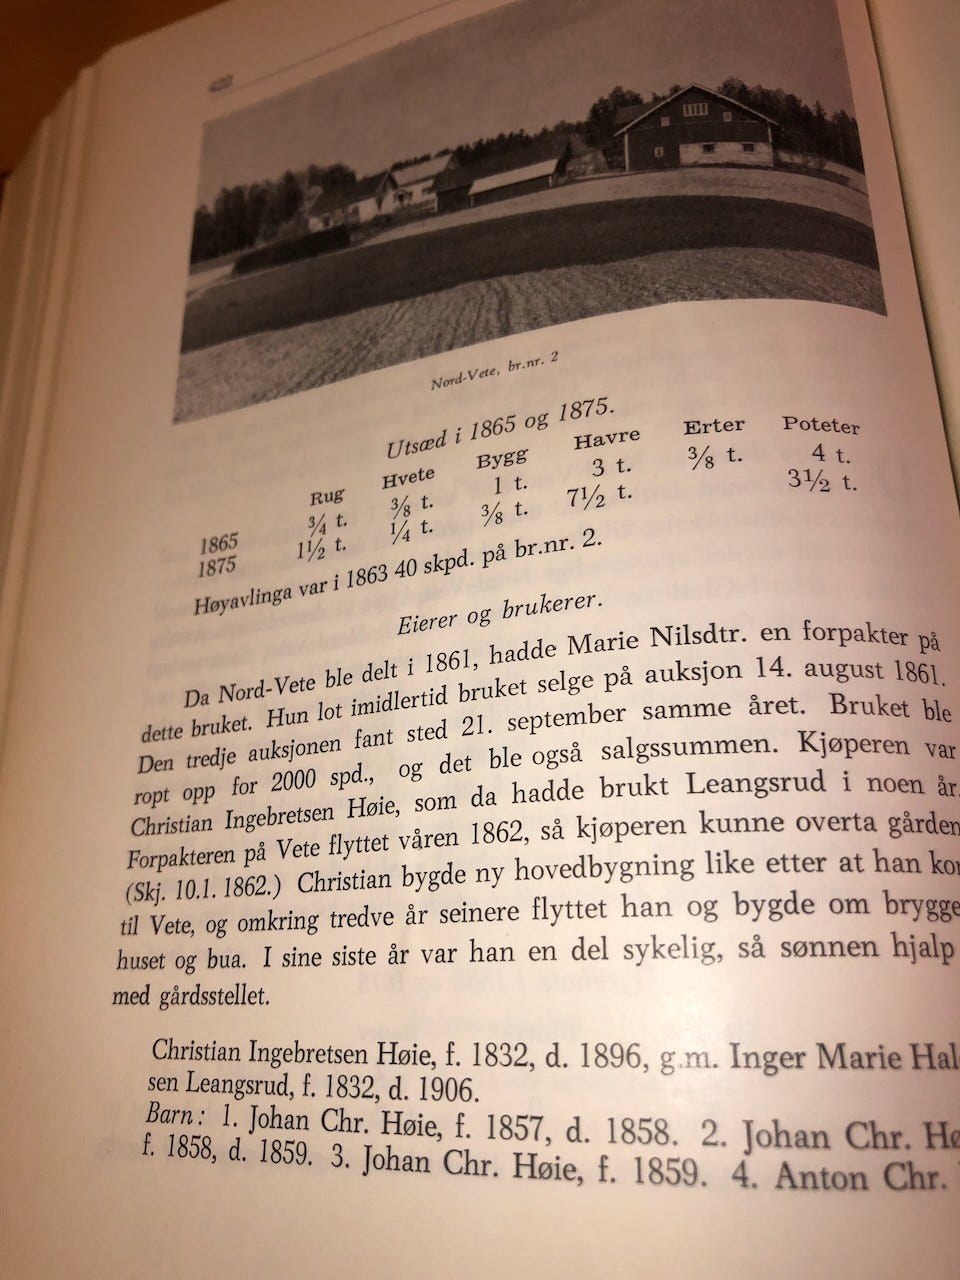 Nord-Vete, br.nr. 2
Utsæd i 1865 og 1875.
Rug Hvete Bygg Havre Erter Poteter
1865 ¾ t. ⅜ t. 1 t. 3 t. ⅜ t. 4 t.
1875 1½ t. ¼ t. ⅜ t. 7½ t. 3½ t.
Høyavlinga var i 1863 40 skpd. på br.nr. 2.
Eierer og brukerer.
Da Nord-Vete ble delt i 1861, hadde Marie Nilsdtr. en forpakter på
dette bruket. Hun lot imidlertid bruket selge på auksjon 14. august 1861.
Den tredje auksjonen fant sted 21. september samme året. Bruket ble
ropt opp for 2000 spd., og det ble også salgssummen. Kjøperen var
Christian Ingebretsen Høie, som da hadde brukt Leangsrud i noen år.
Forpakteren på Vete flyttet våren 1862, så kjøperen kunne overta gården
(Skj. 10.1. 1862.) Christian bygde ny hovedbygning like etter at han kom
til Vete, og omkring tredve år seinere flyttet han og bygde om brygge
huset og bua. I sine siste år var han en del sykelig, så sønnen hjalp
med gårdsstellet.
Christian Ingebretsen Høie, f. 1832, d. 1896, g.m. Inger Marie Hal
sen Leangsrud, f. 1832, d. 1906.
Barn: 1. Johan Chr. Høie, f. 1857, d. 1858. 2. Johan Chr. Hø
f. 1858, d. 1859. 3. Johan Chr. Høie, f. 1859. 4. Anton Chr.